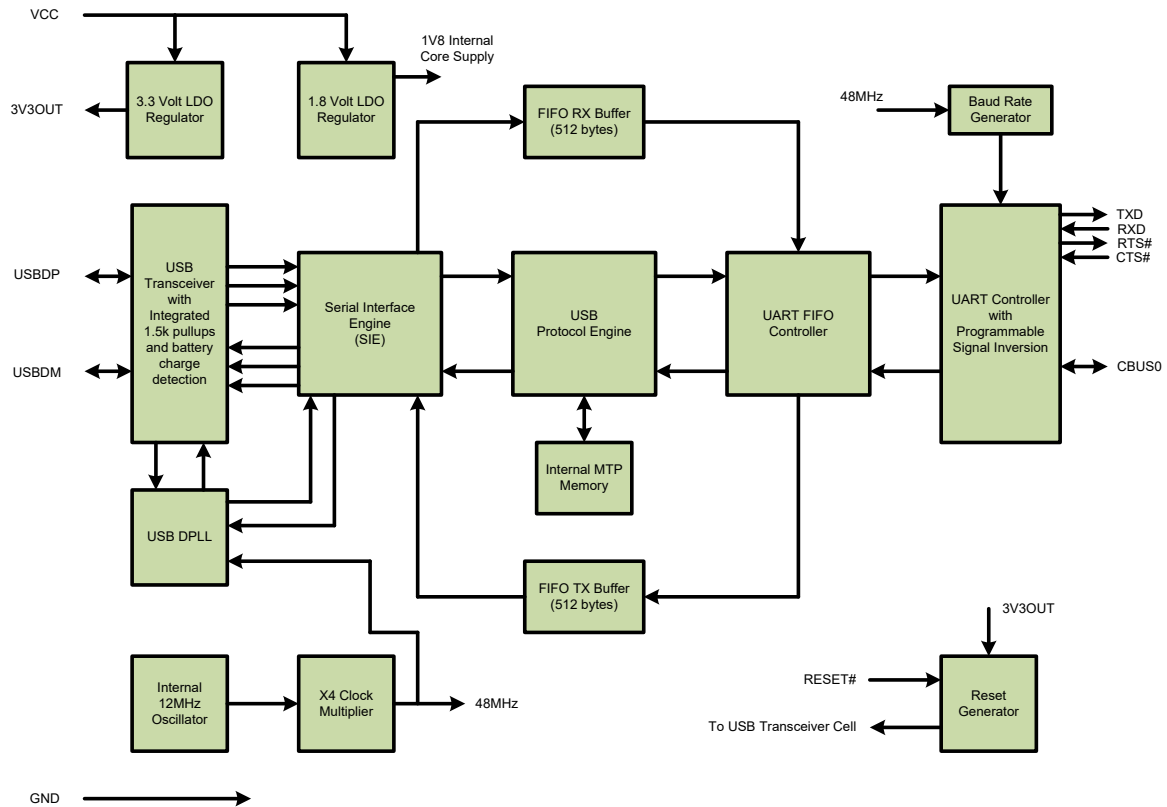 VCC
1V8 Internal
Core Supply
3V3OUT
3.3 Volt LDO
Regulator
1.8 Volt LDO
Regulator
FIFO RX Buffer
(512 bytes)
48MHz
Baud Rate
Generator
USBDP
USBDM
USB
Transceiver
with
Integrated
1.5k pullups
and battery
charge
detection
Serial Interface
Engine
(SIE)
USB
Protocol Engine
UART FIFO
Controller
UART Controller
with
Programmable
Signal Inversion
TXD
RXD
RTS#
CTS#
CBUS0
Internal MTP
Memory
USB DPLL
FIFO TX Buffer
(512 bytes)
3V3OUT
Internal
12MHz
Oscillator
X4 Clock
Multiplier
48MHz
RESET#
To USB Transceiver Cell
Reset
Generator
GND